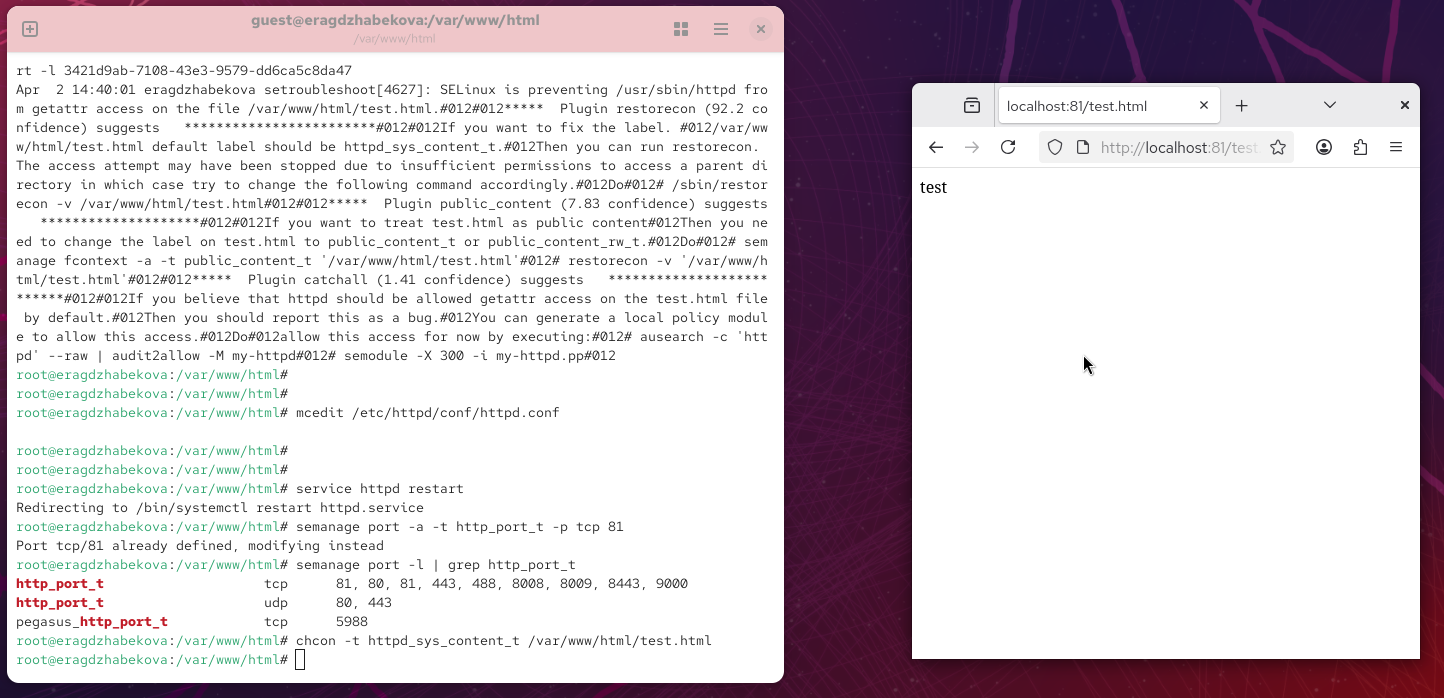 guest@eragdzhabekova:/var/www/html
/var/www/html
rt -l 3421d9ab-7108-43e3-9579-dd6ca5c8da47
Apr  2 14:40:01 eragdzhabekova setroubleshoot[4627]: SELinux is preventing /usr/sbin/httpd fro
m getattr access on the file /var/www/html/test.html.#012#012*****  Plugin restorecon (92.2 co
nfidence) suggests   ************************#012#012If you want to fix the label. #012/var/ww
w/html/test.html default label should be httpd_sys_content_t.#012Then you can run restorecon.
The access attempt may have been stopped due to insufficient permissions to access a parent di
rectory in which case try to change the following command accordingly.#012Do#012# /sbin/restor
econ -v /var/www/html/test.html#012#012*****  Plugin public_content (7.83 confidence) suggests
   ********************#012#012If you want to treat test.html as public content#012Then you ne
ed to change the label on test.html to public_content_t or public_content_rw_t.#012Do#012# sem
anage fcontext -a -t public_content_t '/var/www/html/test.html'#012# restorecon -v '/var/www/h
tml/test.html'#012#012*****  Plugin catchall (1.41 confidence) suggests   ********************
******#012#012If you believe that httpd should be allowed getattr access on the test.html file
 by default.#012Then you should report this as a bug.#012You can generate a local policy modul
e to allow this access.#012Do#012allow this access for now by executing:#012# ausearch -c 'htt
pd' --raw | audit2allow -M my-httpd#012# semodule -X 300 -i my-httpd.pp#012
root@eragdzhabekova:/var/www/html#
root@eragdzhabekova:/var/www/html#
root@eragdzhabekova:/var/www/html# mcedit /etc/httpd/conf/httpd.conf
root@eragdzhabekova:/var/www/html#
root@eragdzhabekova:/var/www/html#
root@eragdzhabekova:/var/www/html# service httpd restart
Redirecting to /bin/systemctl restart httpd.service
root@eragdzhabekova:/var/www/html# semanage port -a -t http_port_t -p tcp 81
Port tcp/81 already defined, modifying instead
root@eragdzhabekova:/var/www/html# semanage port -l | grep http_port_t
http_port_t                    tcp      81, 80, 81, 443, 488, 8008, 8009, 8443, 9000
http_port_t                    udp      80, 443
pegasus_http_port_t            tcp      5988
root@eragdzhabekova:/var/www/html# chcon -t httpd_sys_content_t /var/www/html/test.html
root@eragdzhabekova:/var/www/html#
localhost:81/test.html
http://localhost:81/test
test